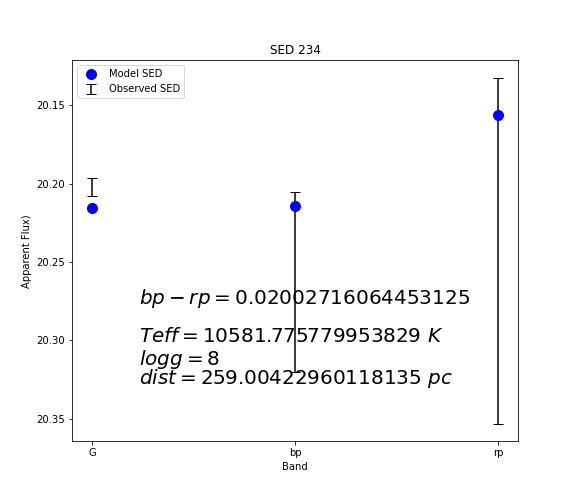 SED 234
Model SED
Observed SED
20.15
20.20
20.25
20.30
20.35
Apparent Flux)
bp − rp = 0.02002716064453125
Teff = 10581.775779953829 K
logg = 8
dist = 259.00422960118135 pc
G
bp
rp
Band